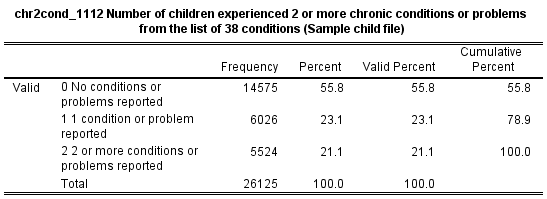 chr2cond_1112 Number of children experienced 2 or more chronic conditions or problems
from the list of 38 conditions (Sample child file)
Frequency Percent Valid Percent Cumulative Percent
Valid 0 No conditions or problems reported 14575 55.8 55.8 55.8
1 1 condition or problem reported 6026 23.1 23.1 78.9
2 2 or more conditions or problems reported 5524 21.1 21.1 100.0
Total 26125 100.0 100.0